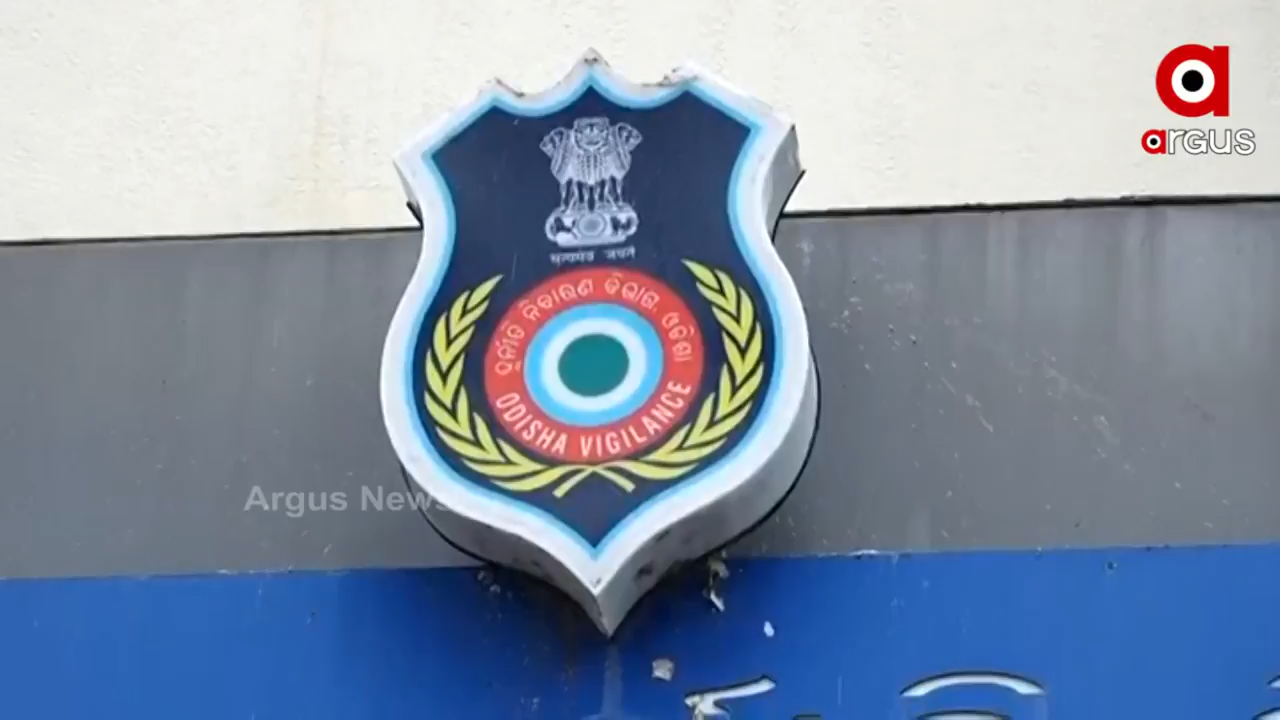 argus
सत्यमेव जयते
ଦୁର୍ନୀତି ନିବାରଣ ବିଭାଗ, ଓଡିଶା
ODISHA VIGILANCE
Argus News